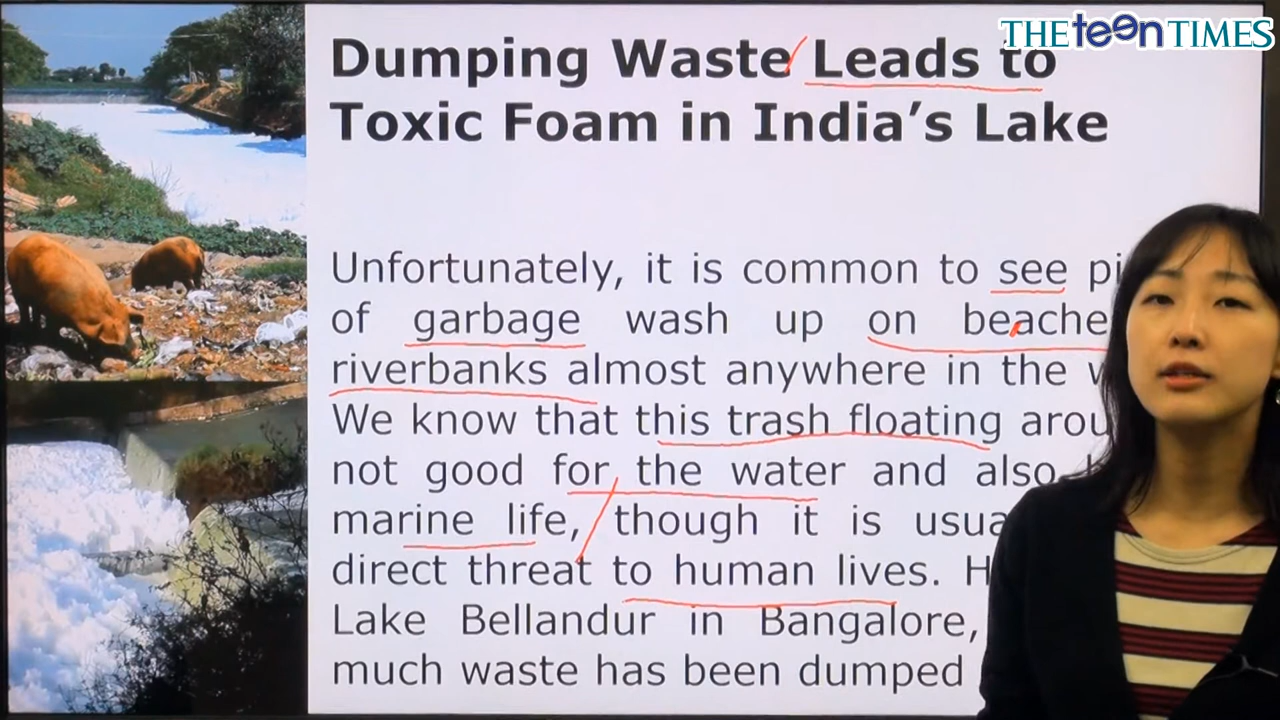 THE teen TIMES
Dumping Waste Leads to
Toxic Foam in India's Lake
Unfortunately, it is common to see
of garbage wash up on
riverbanks almost anywhere in the
We know that this trash floating
not good for the water and also
marine life, though it is
direct threat to human lives.
Lake Bellandur in Bangalore,
much waste has been dumped